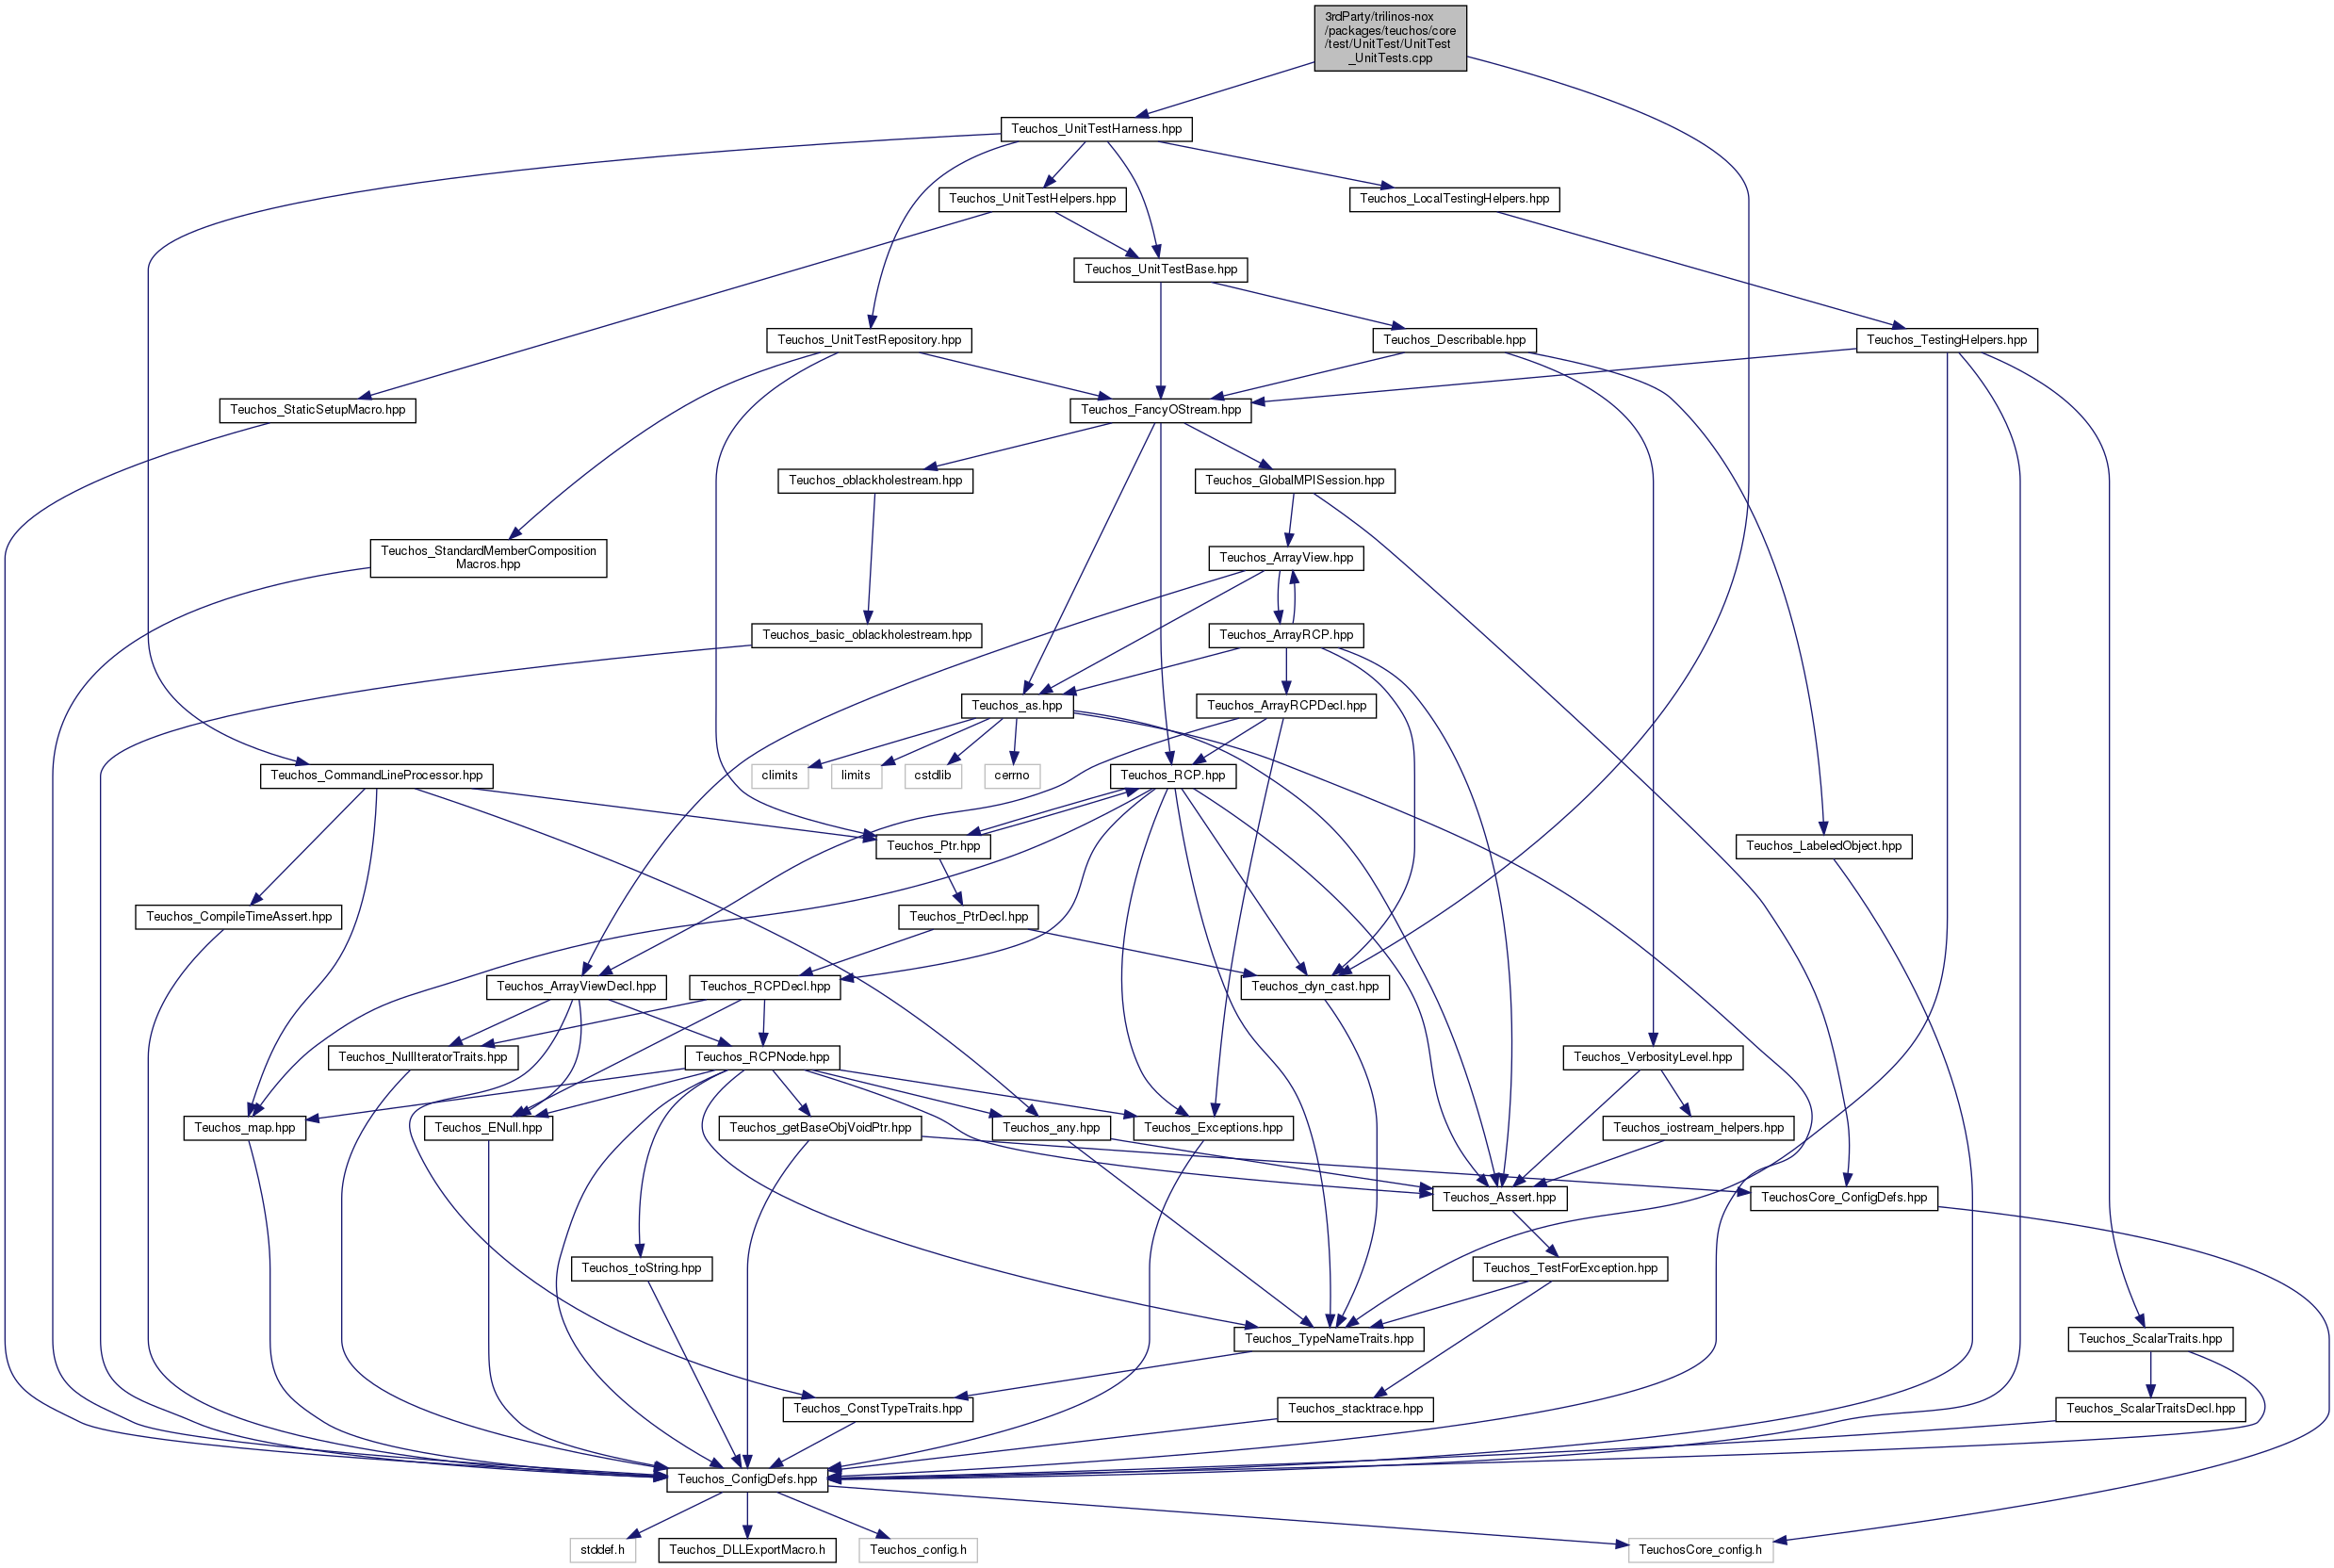 3rdParty/trilinos-nox
/packages/teuchos/core
/test/UnitTest/UnitTest
_UnitTests.cpp
Teuchos_UnitTestHarness.hpp
Teuchos_UnitTestHelpers.hpp
Teuchos_LocalTestingHelpers.hpp
Teuchos_UnitTestBase.hpp
Teuchos_UnitTestRepository.hpp
Teuchos_Describable.hpp
Teuchos_TestingHelpers.hpp
Teuchos_StaticSetupMacro.hpp
Teuchos_FancyOStream.hpp
Teuchos_oblackholestream.hpp
Teuchos_GlobalMPISession.hpp
Teuchos_StandardMemberComposition
Macros.hpp
Teuchos_ArrayView.hpp
Teuchos_basic_oblackholestream.hpp
Teuchos_ArrayRCP.hpp
Teuchos_as.hpp
Teuchos_ArrayRCPDecl.hpp
Teuchos_CommandLineProcessor.hpp
climits
limits
cstdlib
cerrno
Teuchos_RCP.hpp
Teuchos_Ptr.hpp
Teuchos_LabeledObject.hpp
Teuchos_CompileTimeAssert.hpp
Teuchos_PtrDecl.hpp
Teuchos_ArrayViewDecl.hpp
Teuchos_RCPDecl.hpp
Teuchos_dyn_cast.hpp
Teuchos_NullIteratorTraits.hpp
Teuchos_RCPNode.hpp
Teuchos_VerbosityLevel.hpp
Teuchos_map.hpp
Teuchos_ENull.hpp
Teuchos_getBaseObjVoidPtr.hpp
Teuchos_any.hpp
Teuchos_Exceptions.hpp
Teuchos_iostream_helpers.hpp
Teuchos_Assert.hpp
TeuchosCore_ConfigDefs.hpp
Teuchos_toString.hpp
Teuchos_TestForException.hpp
Teuchos_TypeNameTraits.hpp
Teuchos_ScalarTraits.hpp
Teuchos_ConstTypeTraits.hpp
Teuchos_stacktrace.hpp
Teuchos_ScalarTraitsDecl.hpp
Teuchos_ConfigDefs.hpp
stddef.h
Teuchos_DLLExportMacro.h
Teuchos_config.h
TeuchosCore_config.h